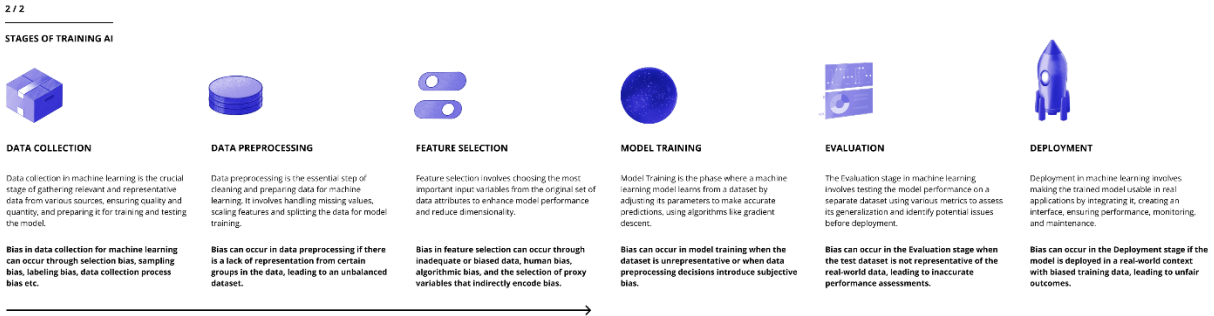 2 / 2
STAGES OF TRAINING AI
DATA COLLECTION
Data collection in machine learning is the crucial
stage of gathering relevant and representative
data from various sources, ensuring quality and
quantity, and preparing it for training and testing
the model.
Bias in data collection for machine learning
can occur through selection bias, sampling
bias, labeling bias, data collection process
bias etc.
DATA PREPROCESSING
Data preprocessing is the essential step of
cleaning and preparing data for machine
learning. It involves handling missing values,
scaling features and splitting the data for model
training.
Bias can occur in data preprocessing if there
is a lack of representation from certain
groups in the data, leading to an unbalanced
dataset.
FEATURE SELECTION
Feature selection involves choosing the most
important input variables from the original set of
data attributes to enhance model performance
and reduce dimensionality.
Bias in feature selection can occur through
inadequate or biased data, human bias,
algorithmic bias, and the selection of proxy
variables that indirectly encode bias.
MODEL TRAINING
Model Training is the phase where a machine
learning model learns from a dataset by
adjusting its parameters to make accurate
predictions, using algorithms like gradient
descent.
Bias can occur in model training when the
dataset is unrepresentative or when data
preprocessing decisions introduce subjective
bias.
EVALUATION
The Evaluation stage in machine learning
involves testing the model performance on a
separate dataset using various metrics to assess
its generalization and identify potential issues
before deployment.
Bias can occur in the Evaluation stage when
the test dataset is not representative of the
real-world data, leading to inaccurate
performance assessments.
DEPLOYMENT
Deployment in machine learning involves
making the trained model usable in real
applications by integrating it, creating an
interface, ensuring performance, monitoring,
and maintenance.
Bias can occur in the Deployment stage if the
model is deployed in a real-world context
with biased training data, leading to unfair
outcomes.